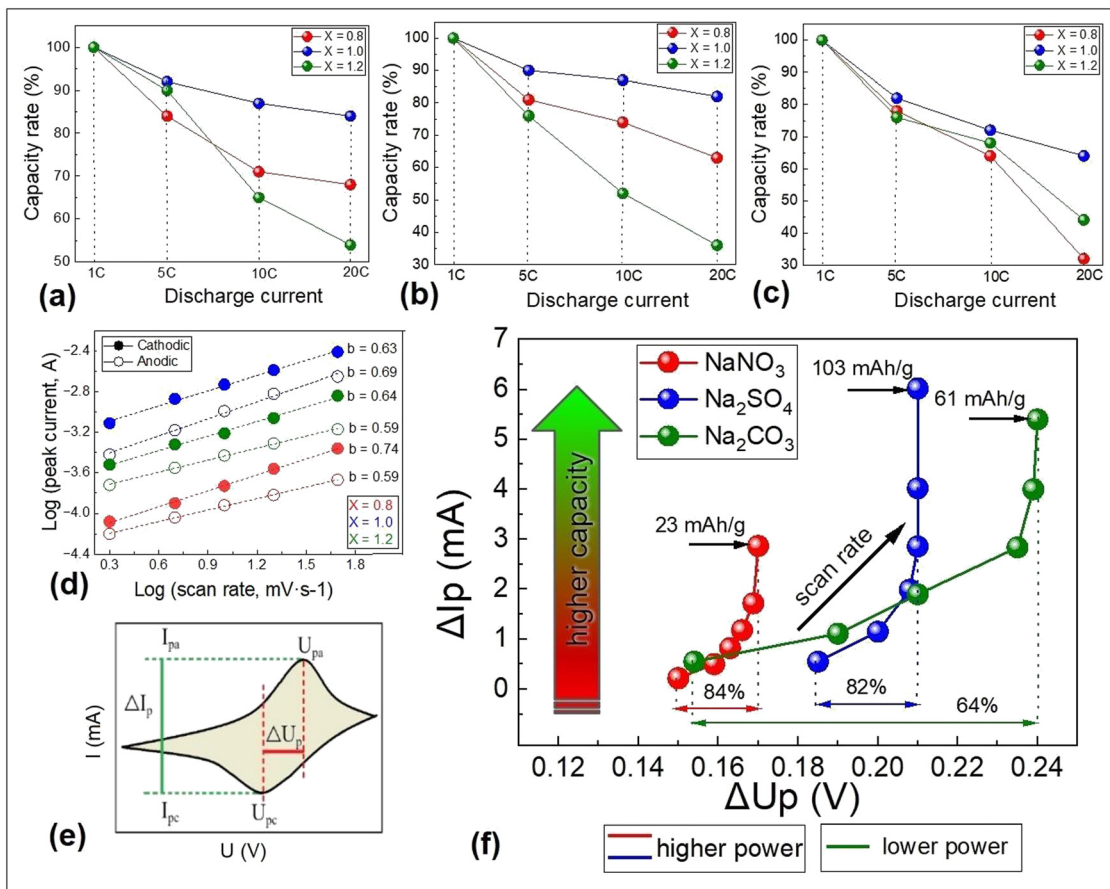 Capacity rate (%)
100
90
80
70
60
50
1C
5C
10C
20C
X = 0.8
X = 1.0
X = 1.2
(a)
Discharge current
Capacity rate (%)
100
90
80
70
60
50
40
30
1C
5C
10C
20C
X = 0.8
X = 1.0
X = 1.2
(b)
Discharge current
Capacity rate (%)
100
90
80
70
60
50
40
30
1C
5C
10C
20C
X = 0.8
X = 1.0
X = 1.2
(c)
Discharge current
Log (peak current, A)
−2.4
−2.8
−3.2
−3.6
−4.0
−4.4
Cathodic
Anodic
b = 0.63
b = 0.69
b = 0.64
b = 0.59
b = 0.74
b = 0.59
X = 0.8
X = 1.0
X = 1.2
0.3
0.6
0.9
1.2
1.5
1.8
(d)
Log (scan rate, mV·s-1)
I (mA)
Ipa
Upa
ΔIp
ΔUp
Ipc
Upc
(e)
U (V)
ΔIp (mA)
7
6
5
4
3
2
1
0
higher capacity
NaNO3
Na2SO4
Na2CO3
103 mAh/g
61 mAh/g
23 mAh/g
scan rate
84%
82%
64%
0.12
0.14
0.16
0.18
0.20
0.22
0.24
ΔUp (V)
(f)
higher power
lower power